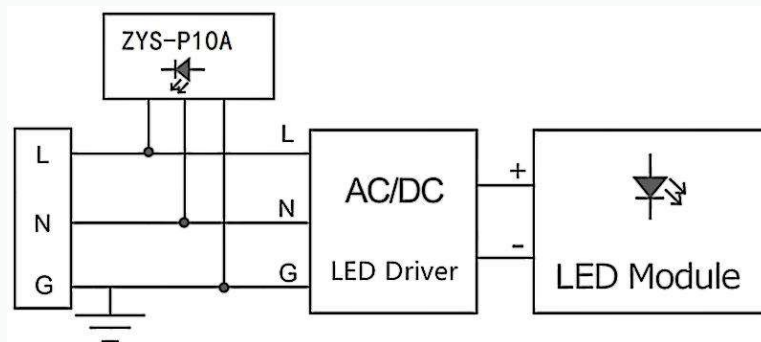 ZYS-P10A
L
L
N
N
G
G
AC/DC
LED Driver
+
-
LED Module